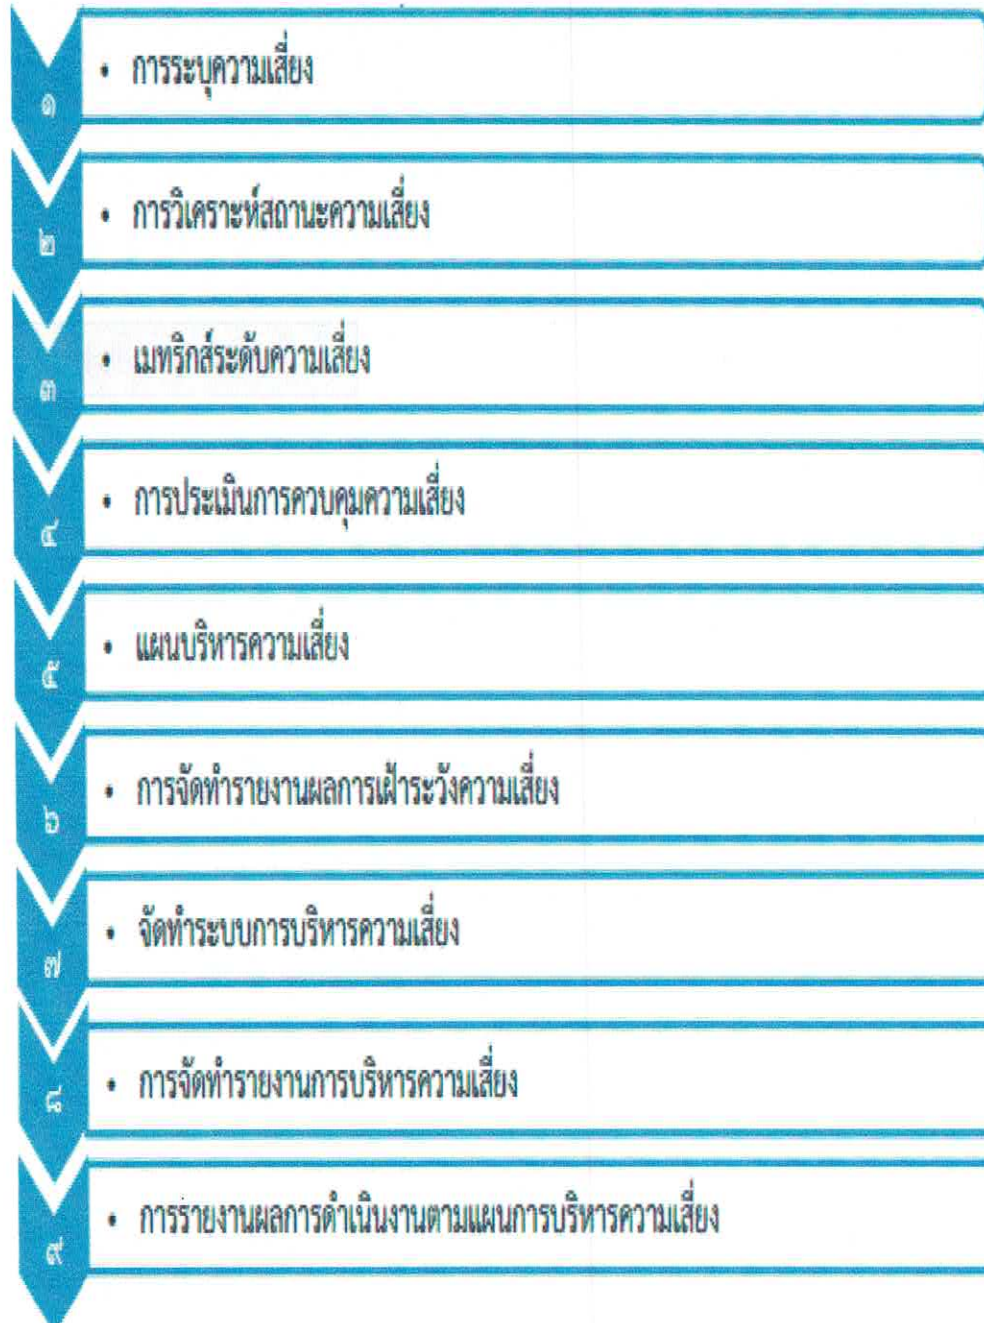 ๑
• การระบุความเสี่ยง
๒
• การวิเคราะห์สถานะความเสี่ยง
๓
• เมทริกส์ระดับความเสี่ยง
๔
• การประเมินการควบคุมความเสี่ยง
๕
• แผนบริหารความเสี่ยง
๖
• การจัดทำรายงานผลการเฝ้าระวังความเสี่ยง
๗
• จัดทำระบบการบริหารความเสี่ยง
๘
• การจัดทำรายงานการบริหารความเสี่ยง
๙
• การรายงานผลการดำเนินงานตามแผนการบริหารความเสี่ยง